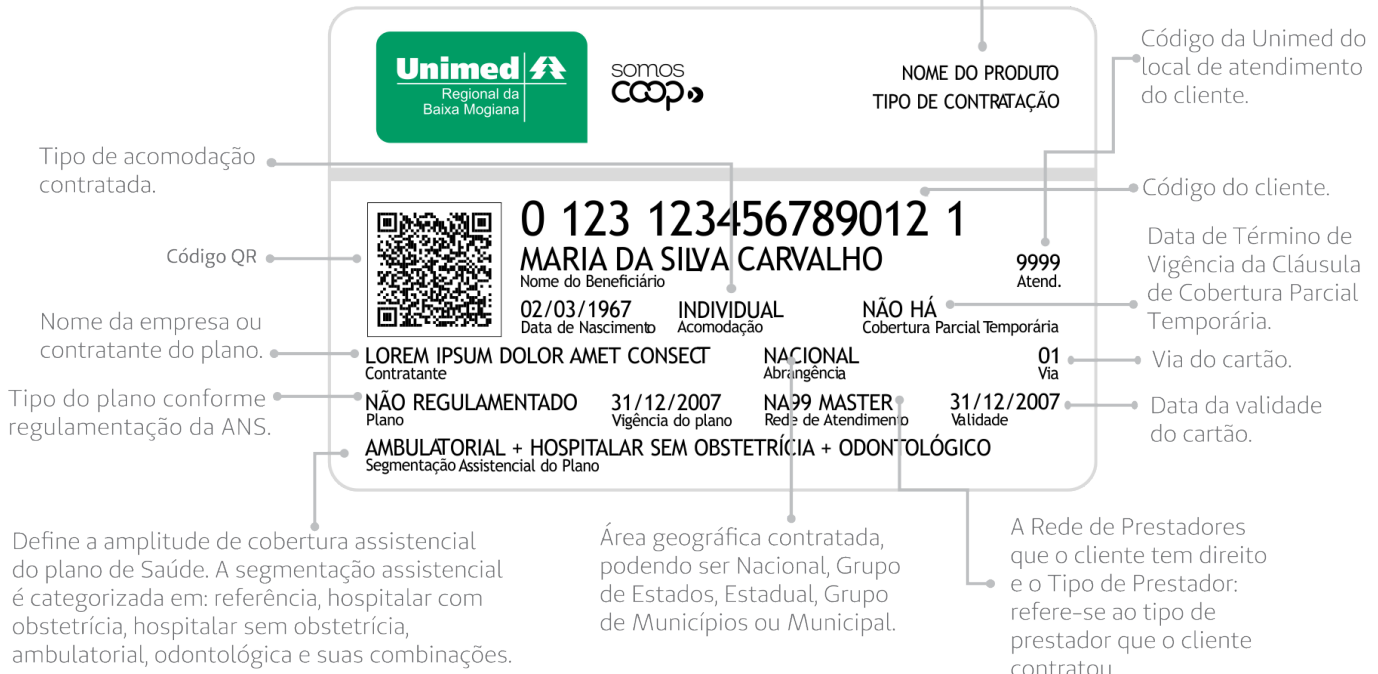 Unimed
Regional da
Baixa Mogiana
somos
coop
NOME DO PRODUTO
TIPO DE CONTRATAÇÃO
Código da Unimed do
local de atendimento
do cliente.
Tipo de acomodação
contratada.
Código do cliente.
0 123 123456789012 1
MARIA DA SILVA CARVALHO
Nome do Beneficiário
9999
Atend.
Código QR
Data de Término de
Vigência da Cláusula
de Cobertura Parcial
Temporária.
02/03/1967
Data de Nascimento
INDIVIDUAL
Acomodação
NÃO HÁ
Cobertura Parcial Temporária
Nome da empresa ou
contratante do plano.
LOREM IPSUM DOLOR AMET CONSECT
Contratante
NACIONAL
Abrangência
01
Via
Via do cartão.
Tipo do plano conforme
regulamentação da ANS.
NÃO REGULAMENTADO
Plano
31/12/2007
Vigência do plano
NA99 MASTER
Rede de Atendimento
31/12/2007
Validade
Data da validade
do cartão.
AMBULATORIAL + HOSPITALAR SEM OBSTETRÍCIA + ODONTOLÓGICO
Segmentação Assistencial do Plano
Define a amplitude de cobertura assistencial
do plano de Saúde. A segmentação assistencial
é categorizada em: referência, hospitalar com
obstetrícia, hospitalar sem obstetrícia,
ambulatorial, odontológica e suas combinações.
Área geográfica contratada,
podendo ser Nacional, Grupo
de Estados, Estadual, Grupo
de Municípios ou Municipal.
A Rede de Prestadores
que o cliente tem direito
e o Tipo de Prestador:
refere-se ao tipo de
prestador que o cliente
contratou